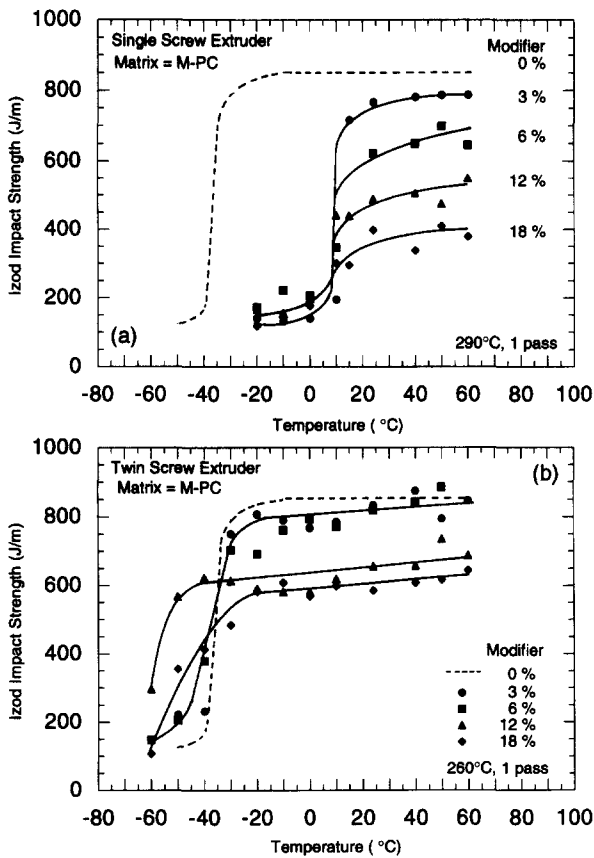 Single Screw Extruder
Matrix = M-PC
Modifier
0 %
3 %
6 %
12 %
18 %
1000
800
600
400
200
0
Izod Impact Strength (J/m)
(a)
290°C, 1 pass
-80 -60 -40 -20 0 20 40 60 80 100
Temperature ( °C)
Twin Screw Extruder
Matrix = M-PC
(b)
1000
800
600
400
200
0
Izod Impact Strength (J/m)
Modifier
0 %
3 %
6 %
12 %
18 %
260°C, 1 pass
-80 -60 -40 -20 0 20 40 60 80 100
Temperature ( °C)